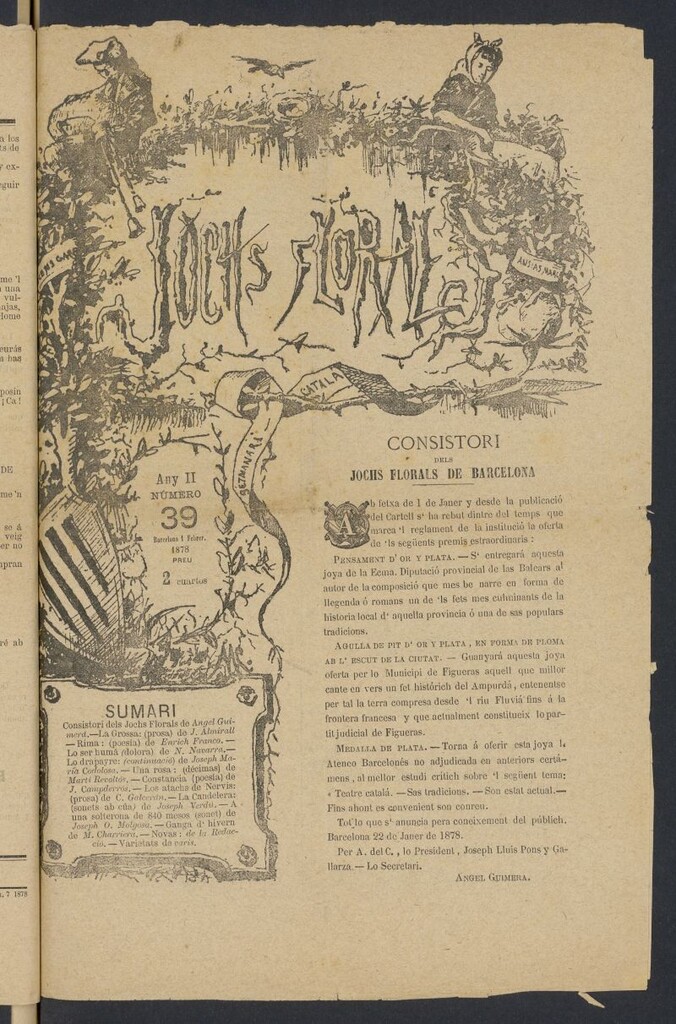 JOCHS FLORALS
CATALA
SETMANARI
AUSIAS MARC
Any II
NÚMERO
39
Barcelona 1 Febrer.
1878
PREU
2 cuartos
SUMARI
Consistori dels Jochs Florals de Angel Gui-
merá.—La Grossa: (prosa) de J. Almirall
— Rima: (poesía) de Enrich Franco. —
Lo ser humá (dolora) de N. Navarro.—
Lo drapayre: (continuació) de Joseph Ma-
ría Codolosa. — Una rosa: (décimas) de
Martí Revoltós. — Constancia (poesía) de
J. Campderrós. — Los atachs de Nervis:
(prosa) de C. Galcerán. — La Candelera:
(sonets ab cua) de Joseph Verdú. — A
una solterona de 840 mesos (sonet) de
Joseph O. Molgosa. — Ganga d' hivern
de M. Charriera. — Novas: de la Redac-
ció. — Varietats de varis.
CONSISTORI
DELS
JOCHS FLORALS DE BARCELONA
Ab fetxa de 1 de Janer y desde la publicació
del Cartell s' ha rebut dintre del temps que
marca 'l reglament de la institució la oferta
de 'ls següents premis estraordinaris:
PENSAMENT D' OR Y PLATA. — S' entregará aquesta
joya de la Ecma. Diputació provincial de las Balears al
autor de la composició que mes be narre en forma de
llegenda ó romans un de 'ls fets mes culminants de la
historia local d' aquella provincia ó una de sas populars
tradicions.
AGULLA DE PIT D' OR Y PLATA, EN FORMA DE PLOMA
AB L' ESCUT DE LA CIUTAT. — Guanyará aquesta joya
oferta per lo Municipi de Figueras aquell que millor
cante en vers un fet históric del Ampurdá, entenentse
per tal la terra compresa desde 'l riu Fluviá fins á la
frontera francesa y que actualment constitueix lo par-
tit judicial de Figueras.
MEDALLA DE PLATA. — Torna á oferir esta joya l'
Ateneo Barcelonés no adjudicada en anteriors certá-
mens, al mellor estudi crítich sobre 'l següent tema:
« Teatre catalá. — Sas tradicions. — Son estat actual.—
Fins ahont es convenient son conreu.
Tot lo que s' anuncia pera coneixement del públich.
Barcelona 22 de Janer de 1878.
Per A. del C., lo President, Joseph Lluis Pons y Ga-
llarza. — Lo Secretari.
ANGEL GUIMERA.